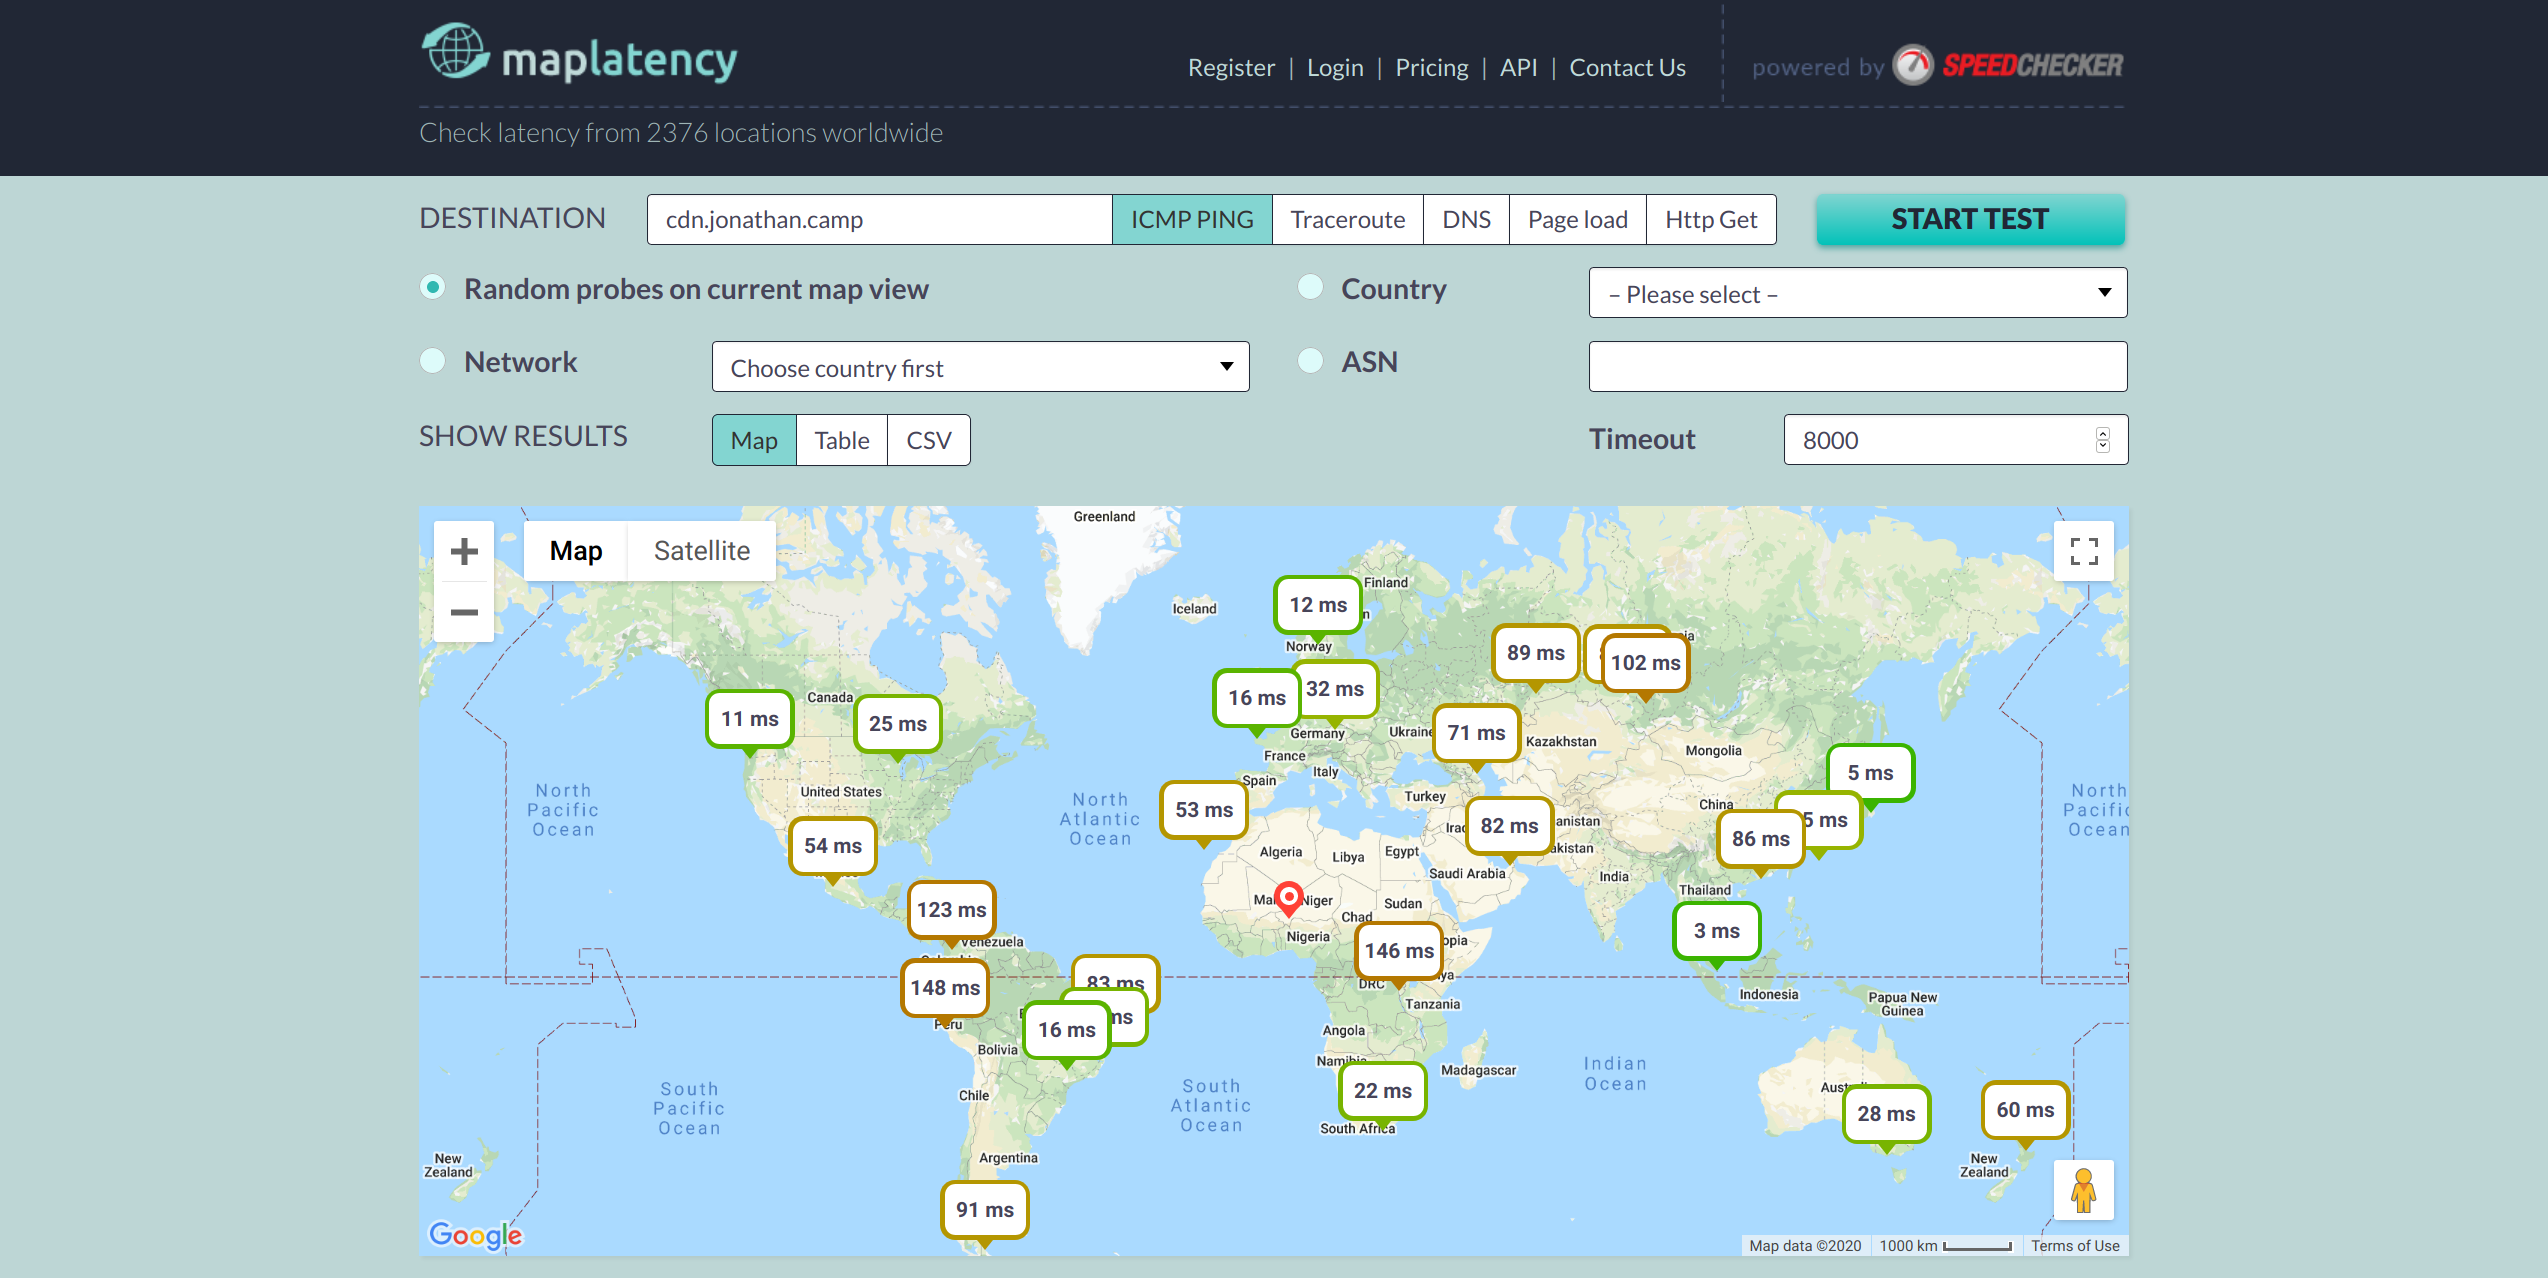 maplatency
Register | Login | Pricing | API | Contact Us
powered by SPEEDCHECKER
Check latency from 2376 locations worldwide
DESTINATION
cdn.jonathan.camp
ICMP PING
Traceroute
DNS
Page load
Http Get
START TEST
Random probes on current map view
Country
– Please select –
Network
Choose country first
ASN
SHOW RESULTS
Map
Table
CSV
Timeout
8000
+
Map
Satellite
−
Greenland
Finland
Iceland
12 ms
Norway
89 ms
102 ms
32 ms
16 ms
Canada
11 ms
25 ms
Germany
Ukraine
71 ms
Kazakhstan
Mongolia
France
Italy
Spain
5 ms
United States
North
Pacific
Ocean
North
Atlantic
Ocean
Turkey
China
North
Pacific
Ocean
53 ms
82 ms
86 ms
5 ms
54 ms
Algeria
Libya
Egypt
Saudi Arabia
India
Thailand
Niger
Chad
Sudan
123 ms
Venezuela
Nigeria
146 ms
3 ms
148 ms
83 ms
DRC
Tanzania
Indonesia
Papua New
Guinea
Peru
16 ms
ms
Angola
Bolivia
Namibia
Madagascar
Indian
Ocean
22 ms
South
Pacific
Ocean
Chile
South
Atlantic
Ocean
28 ms
60 ms
South Africa
New
Zealand
Argentina
New
Zealand
91 ms
Google
Map data ©2020
1000 km
Terms of Use